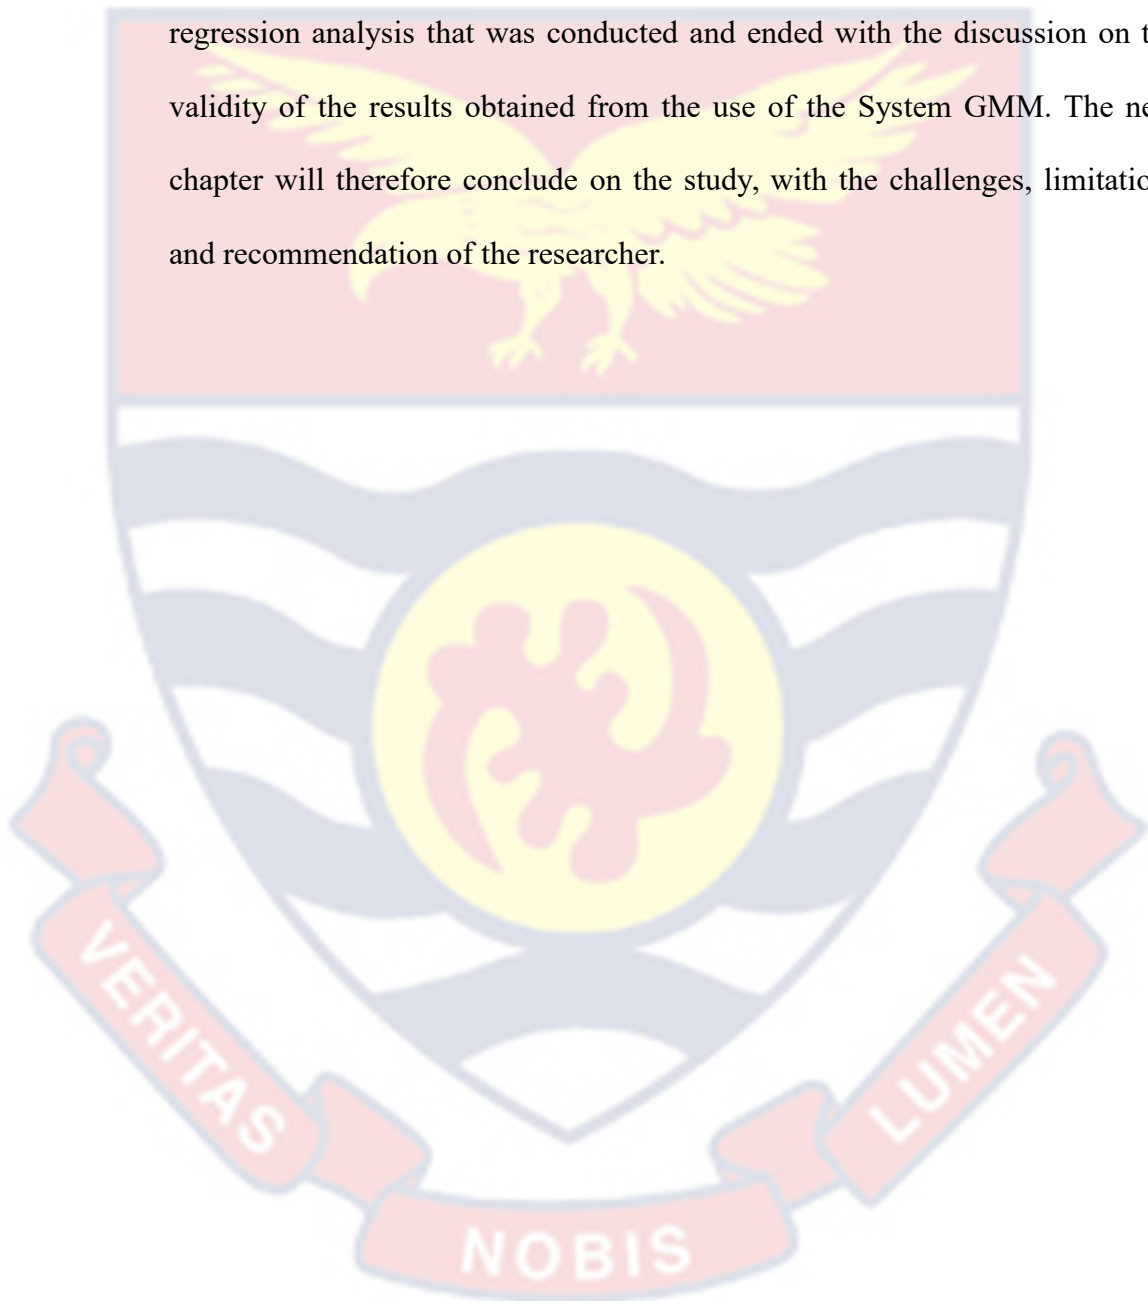 regression analysis that was conducted and ended with the discussion on t
validity of the results obtained from the use of the System GMM. The ne
chapter will therefore conclude on the study, with the challenges, limitatio
and recommendation of the researcher.
VERITAS
NOBIS
LUMEN